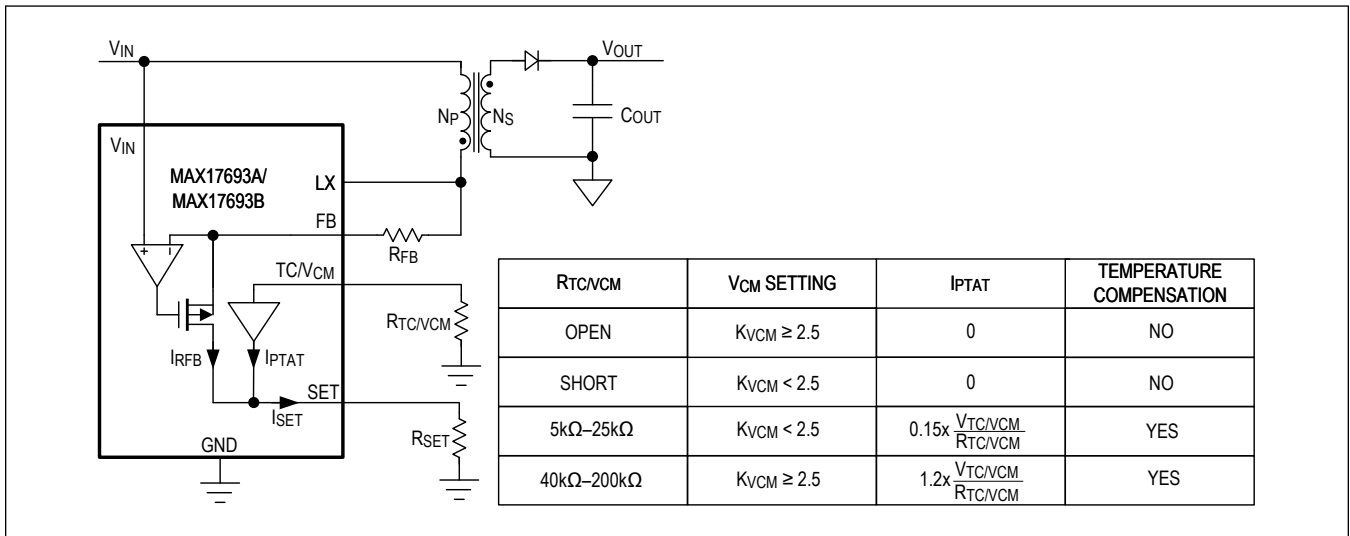 VIN
VOUT
NP
NS
COUT
VIN
MAX17693A/
MAX17693B
LX
FB
RFB
+
−
TC/VCM
RTC/VCM
IRFB
IPTAT
SET
ISET
RSET
GND
RTC/VCM VCM SETTING IPTAT TEMPERATURE COMPENSATION
OPEN KVCM ≥ 2.5 0 NO
SHORT KVCM < 2.5 0 NO
5kΩ–25kΩ KVCM < 2.5 0.15x VTC/VCM / RTC/VCM YES
40kΩ–200kΩ KVCM ≥ 2.5 1.2x VTC/VCM / RTC/VCM YES